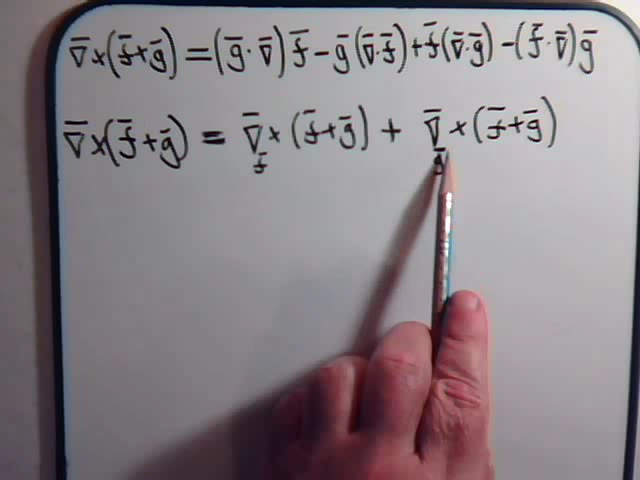 ∇̅×(f̅+g̅)=(g̅·∇̅)f̅-g̅(∇̅·f̅)+f̅(∇̅·g̅)-(f̅·∇̅)g̅
∇̅×(f̅+g̅) = ∇̅_f̅ × (f̅+g̅) + ∇̅_g̅ × (f̅+g̅)